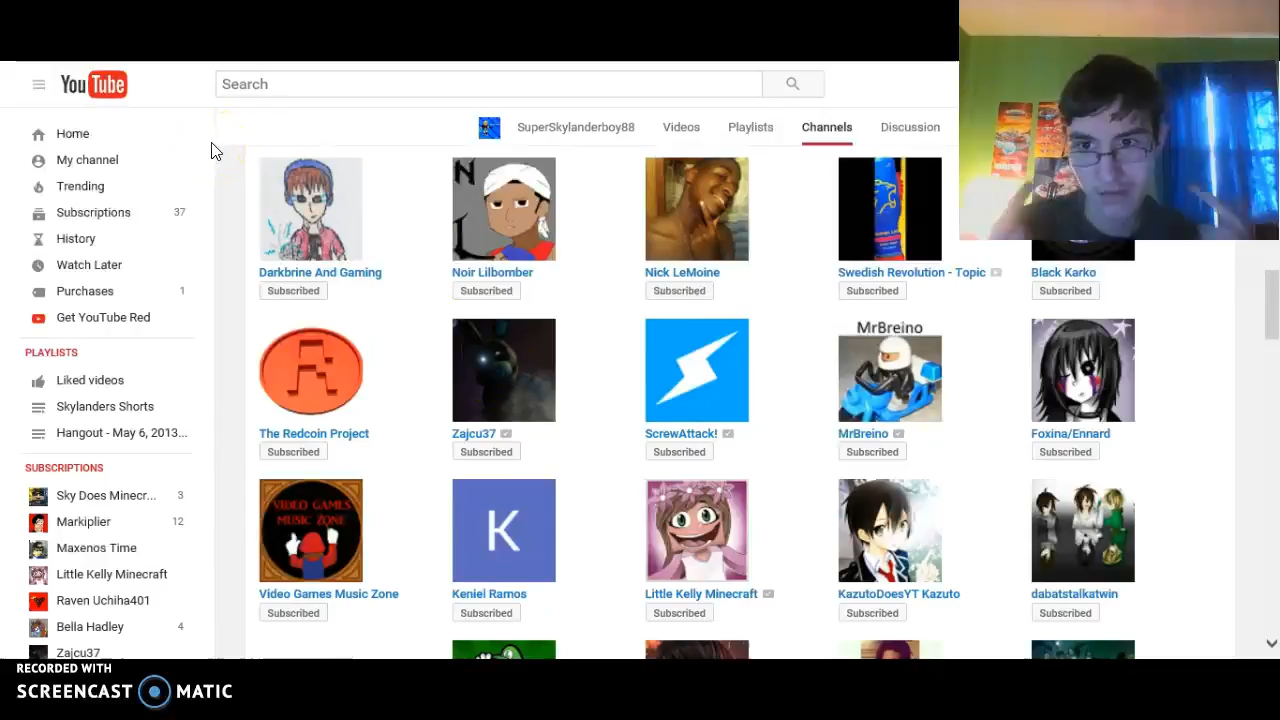 YouTube
Search
Home
My channel
Trending
Subscriptions 37
History
Watch Later
Purchases 1
Get YouTube Red
PLAYLISTS
Liked videos
Skylanders Shorts
Hangout - May 6, 2013...
SUBSCRIPTIONS
Sky Does Minecr... 3
Markiplier 12
Maxenos Time
Little Kelly Minecraft
Raven Uchiha401
Bella Hadley 4
Zajcu37
SuperSkylanderboy88 Videos Playlists Channels Discussion
N
L
Darkbrine And Gaming Noir Lilbomber Nick LeMoine Swedish Revolution - Topic Black Karko
Subscribed Subscribed Subscribed Subscribed Subscribed
R
MrBreino
The Redcoin Project Zajcu37 ScrewAttack! MrBreino Foxina/Ennard
Subscribed Subscribed Subscribed Subscribed Subscribed
VIDEO GAMES
MUSIC ZONE
K
Video Games Music Zone Keniel Ramos Little Kelly Minecraft KazutoDoesYT Kazuto dabatstalkatwin
Subscribed Subscribed Subscribed Subscribed Subscribed
RECORDED WITH
SCREENCAST MATIC